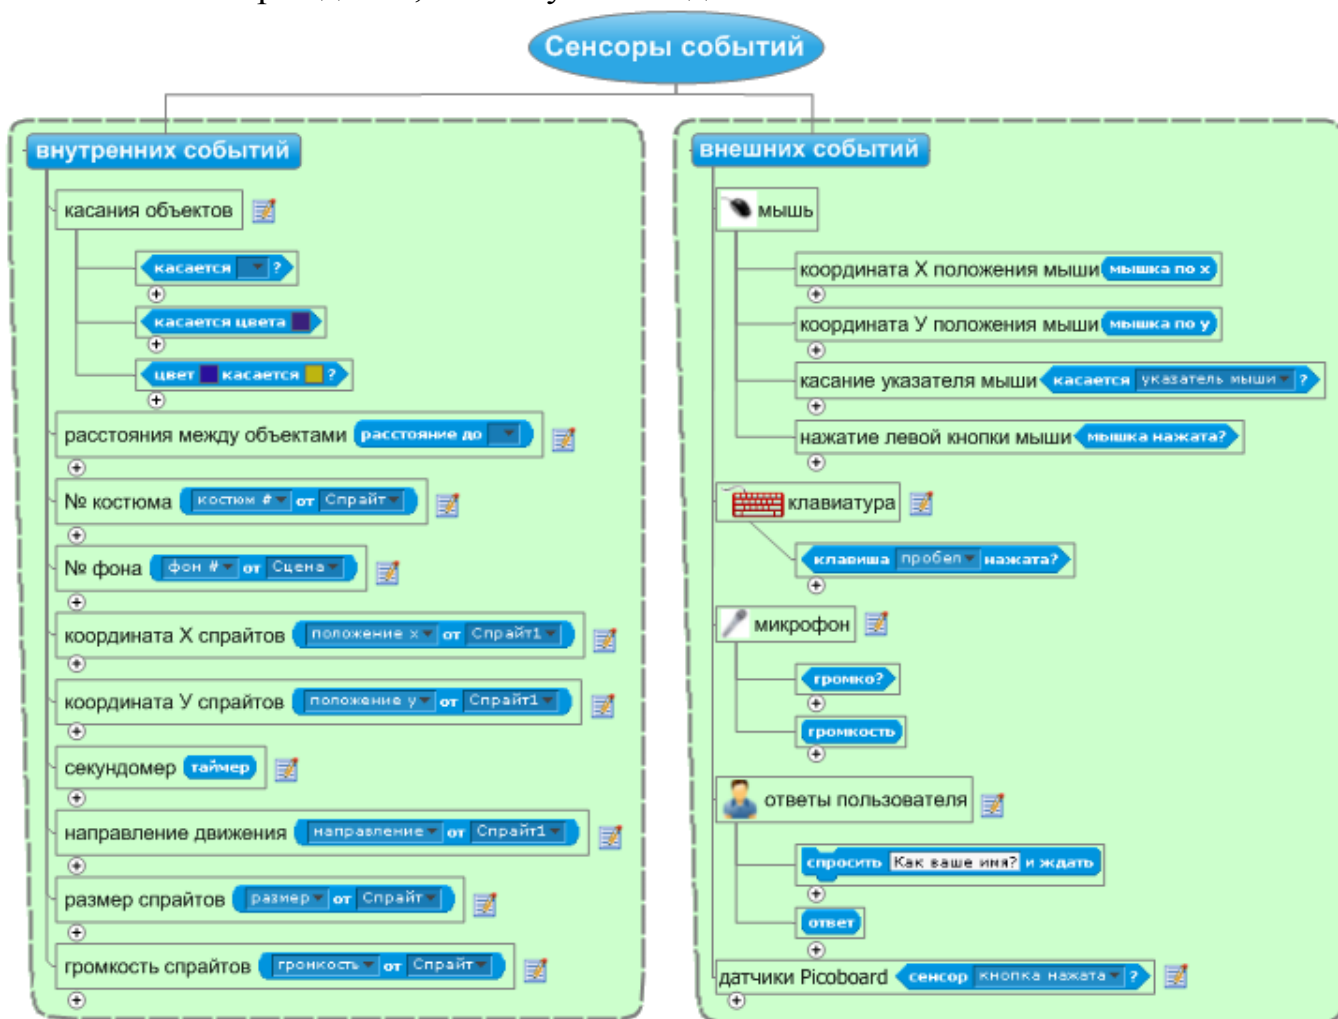 Сенсоры событий
внутренних событий
касания объектов
касается ?
касается цвета
цвет касается ?
расстояния между объектами расстояние до
№ костюма костюм # от Спрайт
№ фона фон # от Сцена
координата X спрайтов положение x от Спрайт1
координата У спрайтов положение y от Спрайт1
секундомер таймер
направление движения направление от Спрайт1
размер спрайтов размер от Спрайт
громкость спрайтов громкость от Спрайт
внешних событий
мышь
координата X положения мыши мышка по x
координата У положения мыши мышка по y
касание указателя мыши касается указатель мыши ?
нажатие левой кнопки мыши мышка нажата?
клавиатура
клавиша пробел нажата?
микрофон
громко?
громкость
ответы пользователя
спросить Как ваше имя? и ждать
ответ
датчики Picoboard сенсор кнопка нажата ?